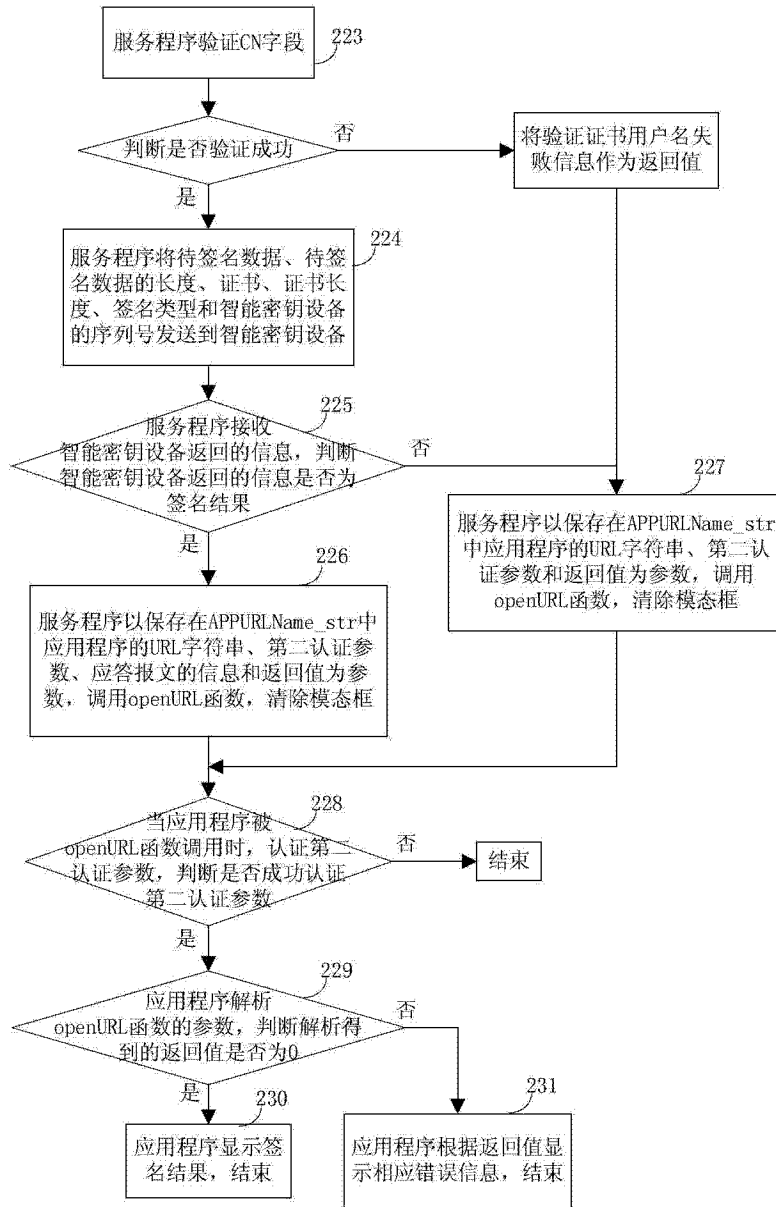 服务程序验证CN字段
223
判断是否验证成功
否
将验证证书用户名失
败信息作为返回值
是
224
服务程序将待签名数据、待签
名数据的长度、证书、证书长
度、签名类型和智能密钥设备
的序列号发送到智能密钥设备
225
服务程序接收
智能密钥设备返回的信息，判断
智能密钥设备返回的信息是否为
签名结果
否
是
227
服务程序以保存在APPURLName_str
中应用程序的URL字符串、第二认
证参数和返回值为参数，调用
openURL函数，清除模态框
226
服务程序以保存在APPURLName_str中
应用程序的URL字符串、第二认证参
数、应答报文的信息和返回值为参
数，调用openURL函数，清除模态框
228
当应用程序被
openURL函数调用时，认证第二
认证参数，判断是否成功认证
第二认证参数
否
结束
是
229
应用程序解析
openURL函数的参数，判断解析得
到的返回值是否为0
否
是
230
应用程序显示签
名结果，结束
231
应用程序根据返回值显
示相应错误信息，结束